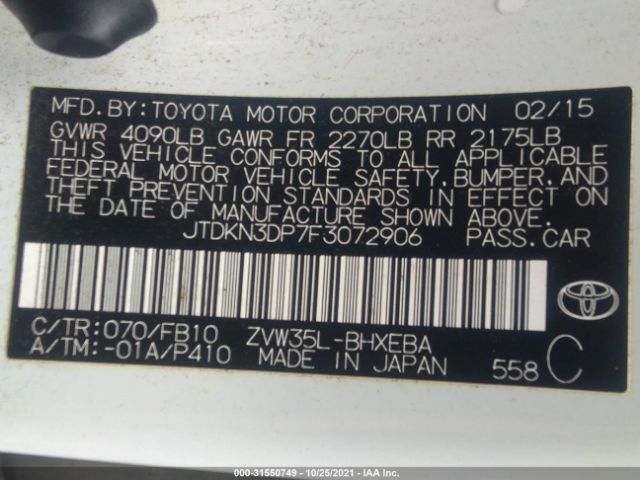 MFD. BY: TOYOTA MOTOR CORPORATION 02/15
GVWR 4090LB GAWR FR 2270LB RR 2175LB
THIS VEHICLE CONFORMS TO ALL APPLICABLE
FEDERAL MOTOR VEHICLE SAFETY, BUMPER, AND
THEFT PREVENTION STANDARDS IN EFFECT ON
THE DATE OF MANUFACTURE SHOWN ABOVE.
JTDKN3DP7F3072906 PASS.CAR
C/TR:070/FB10 ZVW35L-BHXEBA
A/TM:-01A/P410 MADE IN JAPAN 558 C
000-31550749 - 10/25/2021 - IAA Inc.